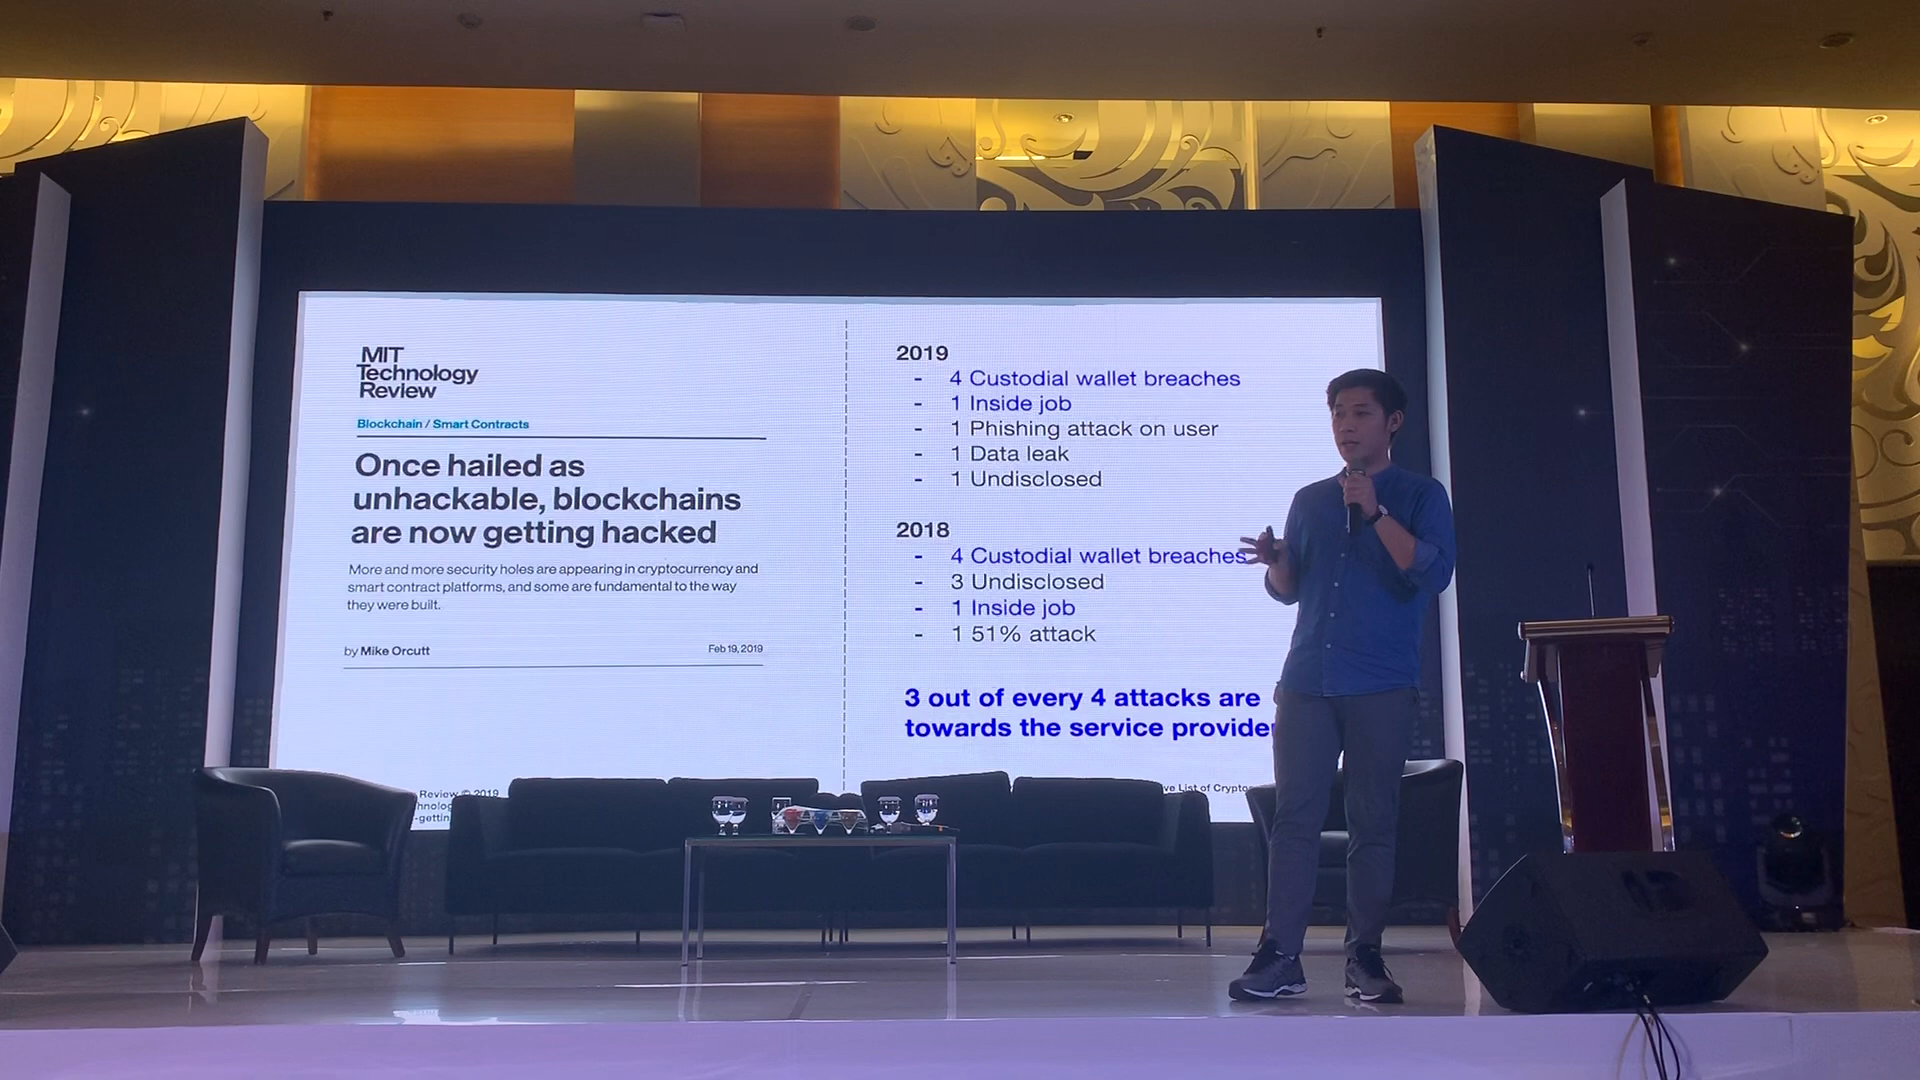 MIT
Technology
Review
Blockchain / Smart Contracts
Once hailed as
unhackable, blockchains
are now getting hacked
More and more security holes are appearing in cryptocurrency and
smart contract platforms, and some are fundamental to the way
they were built.
by Mike Orcutt
Feb 19, 2019
Review © 2019
2019
- 4 Custodial wallet breaches
- 1 Inside job
- 1 Phishing attack on user
- 1 Data leak
- 1 Undisclosed
2018
- 4 Custodial wallet breaches
- 3 Undisclosed
- 1 Inside job
- 1 51% attack
3 out of every 4 attacks are
towards the service
List of